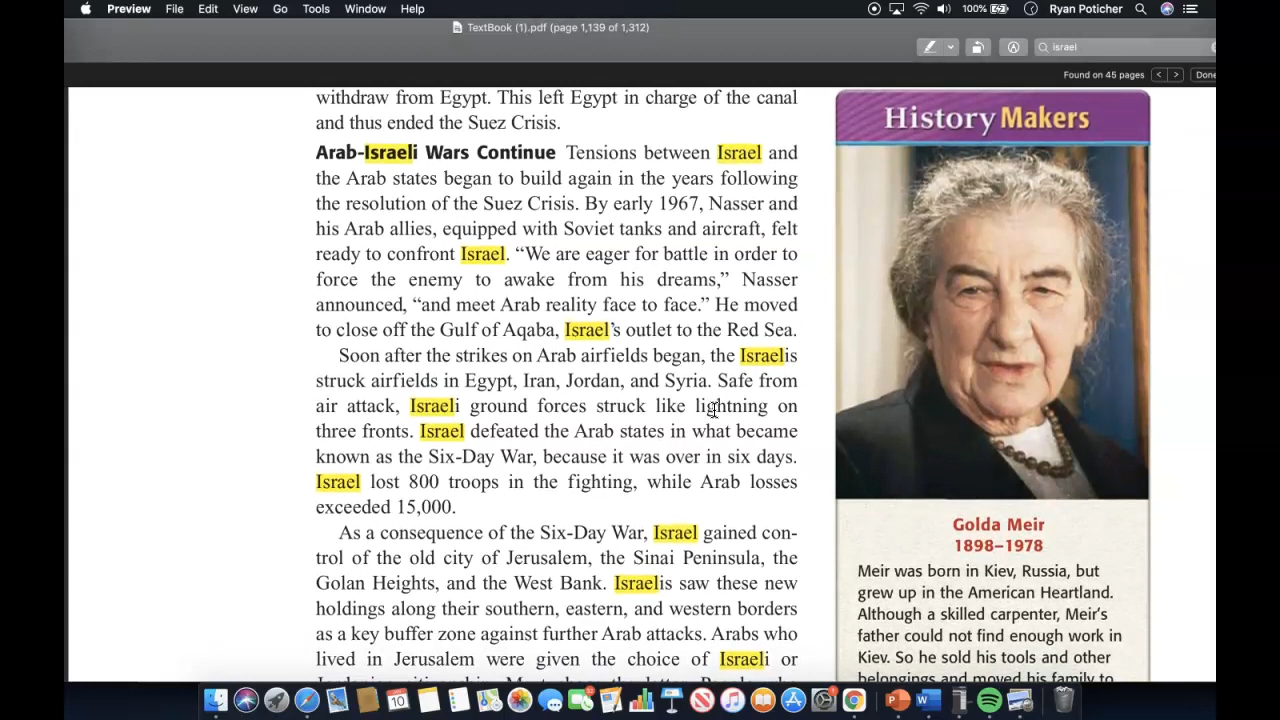 Preview File Edit View Go Tools Window Help 100% Ryan Poticher
TextBook (1).pdf (page 1,139 of 1,312)
israel
Found on 45 pages < > Done
withdraw from Egypt. This left Egypt in charge of the canal
and thus ended the Suez Crisis.
Arab-Israeli Wars Continue Tensions between Israel and
the Arab states began to build again in the years following
the resolution of the Suez Crisis. By early 1967, Nasser and
his Arab allies, equipped with Soviet tanks and aircraft, felt
ready to confront Israel. “We are eager for battle in order to
force the enemy to awake from his dreams,” Nasser
announced, “and meet Arab reality face to face.” He moved
to close off the Gulf of Aqaba, Israel’s outlet to the Red Sea.
Soon after the strikes on Arab airfields began, the Israelis
struck airfields in Egypt, Iran, Jordan, and Syria. Safe from
air attack, Israeli ground forces struck like lightning on
three fronts. Israel defeated the Arab states in what became
known as the Six-Day War, because it was over in six days.
Israel lost 800 troops in the fighting, while Arab losses
exceeded 15,000.
As a consequence of the Six-Day War, Israel gained con-
trol of the old city of Jerusalem, the Sinai Peninsula, the
Golan Heights, and the West Bank. Israelis saw these new
holdings along their southern, eastern, and western borders
as a key buffer zone against further Arab attacks. Arabs who
lived in Jerusalem were given the choice of Israeli or
History Makers
Golda Meir
1898–1978
Meir was born in Kiev, Russia, but
grew up in the American Heartland.
Although a skilled carpenter, Meir’s
father could not find enough work in
Kiev. So he sold his tools and other
belongings and moved his family to
10